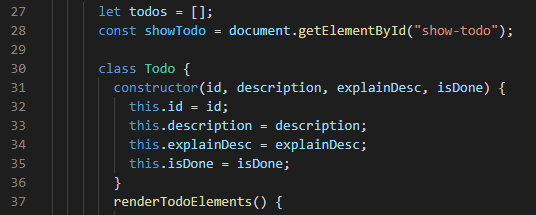 27 let todos = [];
28 const showTodo = document.getElementById("show-todo");
29
30 class Todo {
31 constructor(id, description, explainDesc, isDone) {
32 this.id = id;
33 this.description = description;
34 this.explainDesc = explainDesc;
35 this.isDone = isDone;
36 }
37 renderTodoElements() {